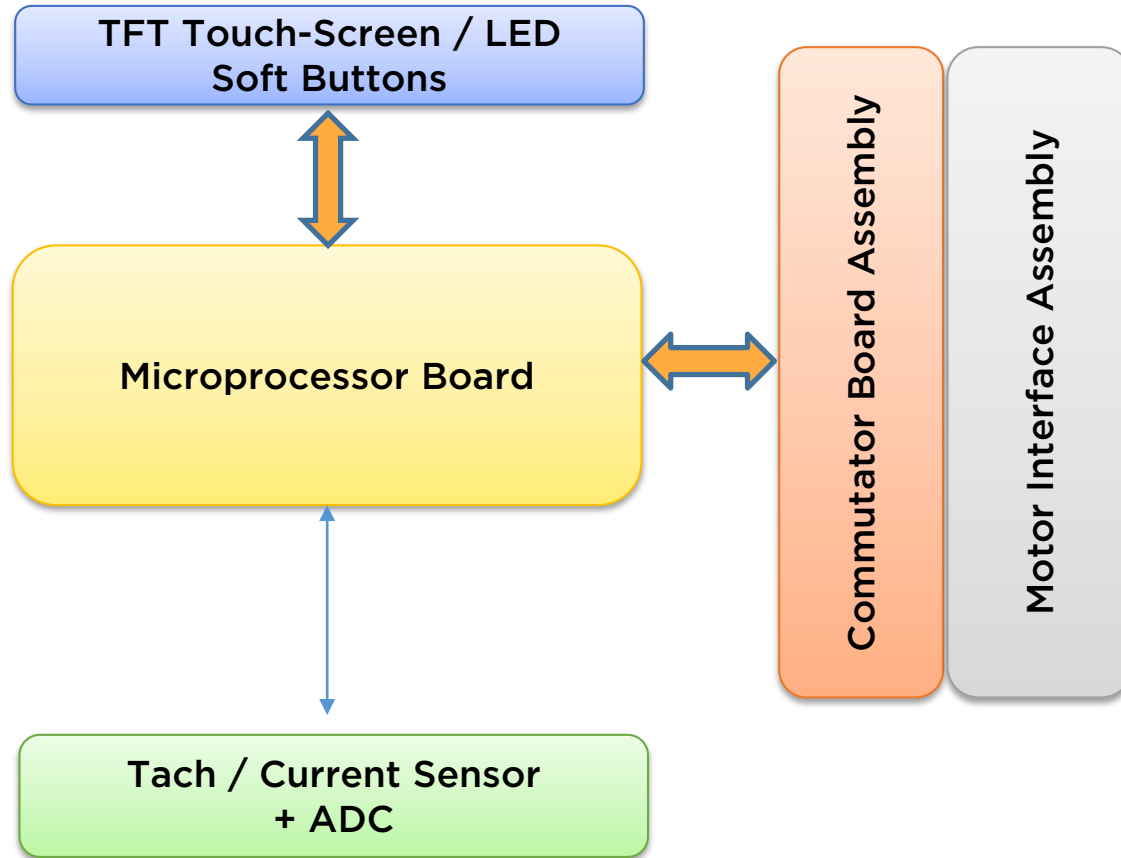 TFT Touch-Screen / LED
Soft Buttons
Microprocessor Board
Commutator Board Assembly
Motor Interface Assembly
Tach / Current Sensor
+ ADC